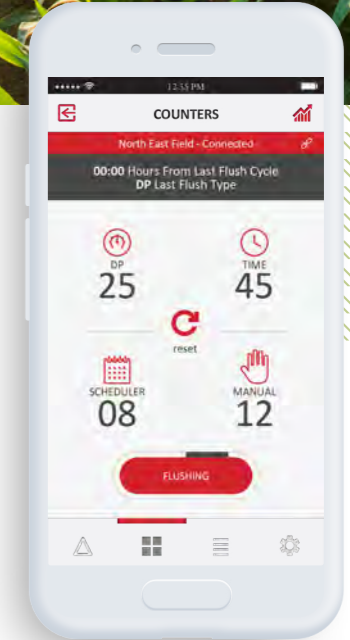 12:35 PM
COUNTERS
North East Field - Connected
00:00 Hours From Last Flush Cycle
DP Last Flush Type
DP
25
TIME
45
reset
SCHEDULER
08
MANUAL
12
FLUSHING